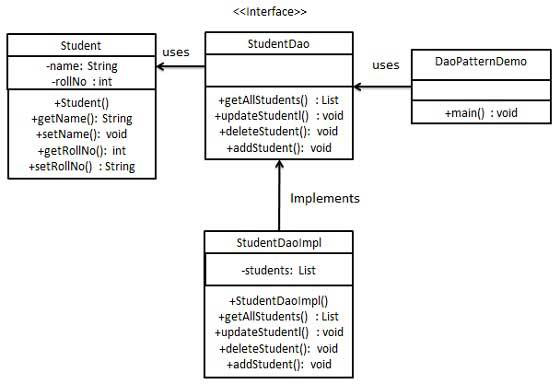 <<Interface>>
Student
-name: String
-rollNo : int
+Student()
+getName(): String
+setName(): void
+getRollNo(): int
+setRollNo() : String
uses
StudentDao
+getAllStudents() : List
+updateStudentl() : void
+deleteStudent(): void
+addStudent(): void
uses
DaoPatternDemo
+main() : void
Implements
StudentDaoImpl
-students: List
+StudentDaoImpl()
+getAllStudents() : List
+updateStudentl() : void
+deleteStudent(): void
+addStudent(): void